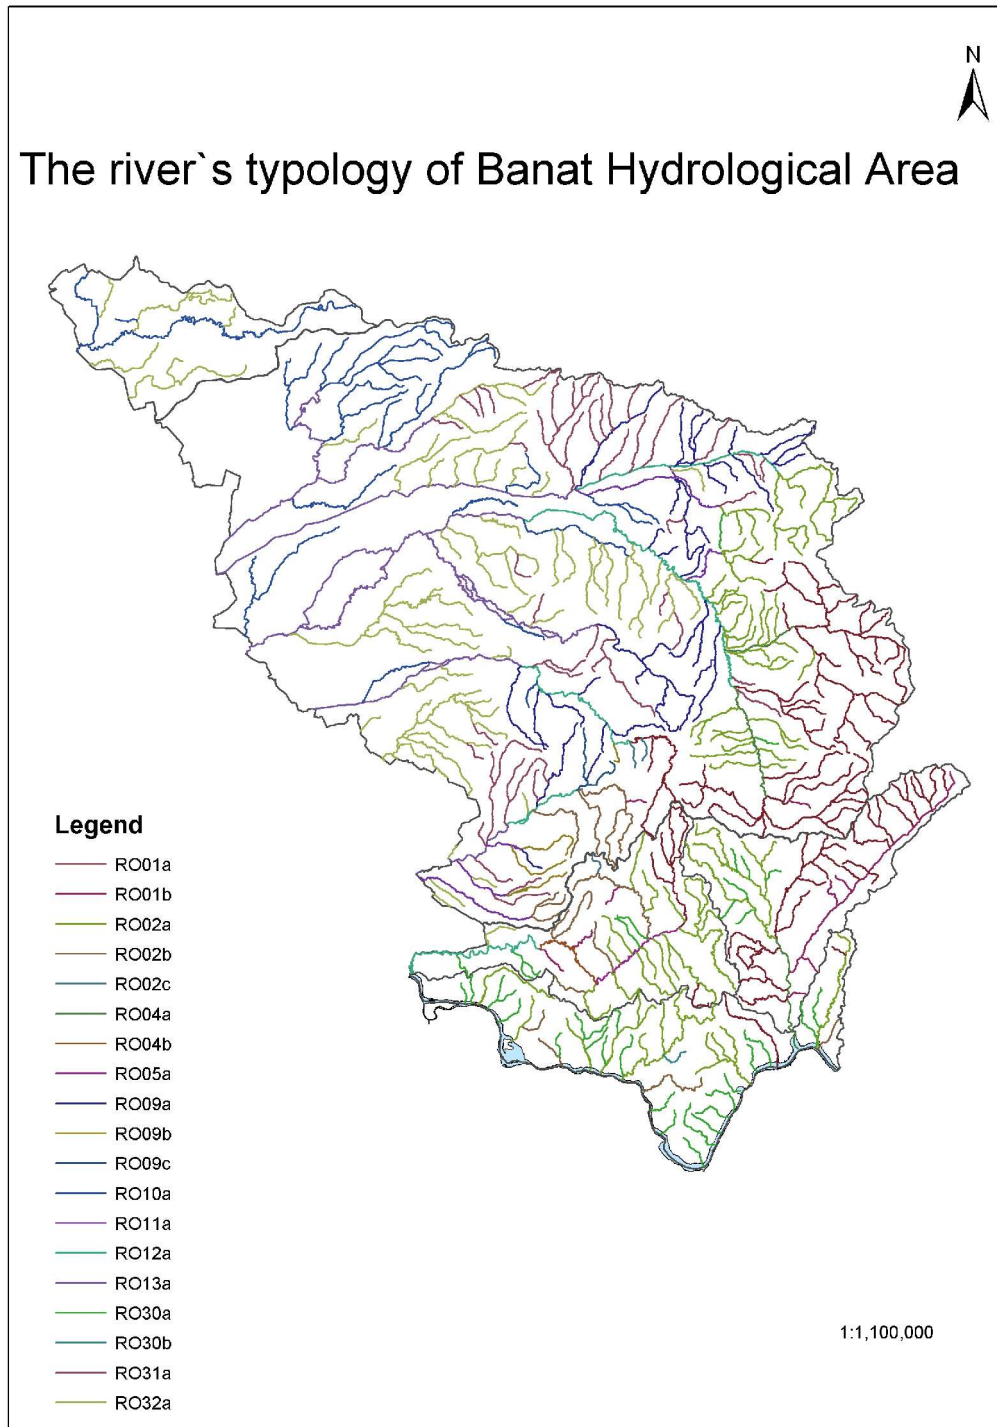 N
The river`s typology of Banat Hydrological Area
Legend
RO01a
RO01b
RO02a
RO02b
RO02c
RO04a
RO04b
RO05a
RO09a
RO09b
RO09c
RO10a
RO11a
RO12a
RO13a
RO30a
RO30b
RO31a
RO32a
1:1,100,000